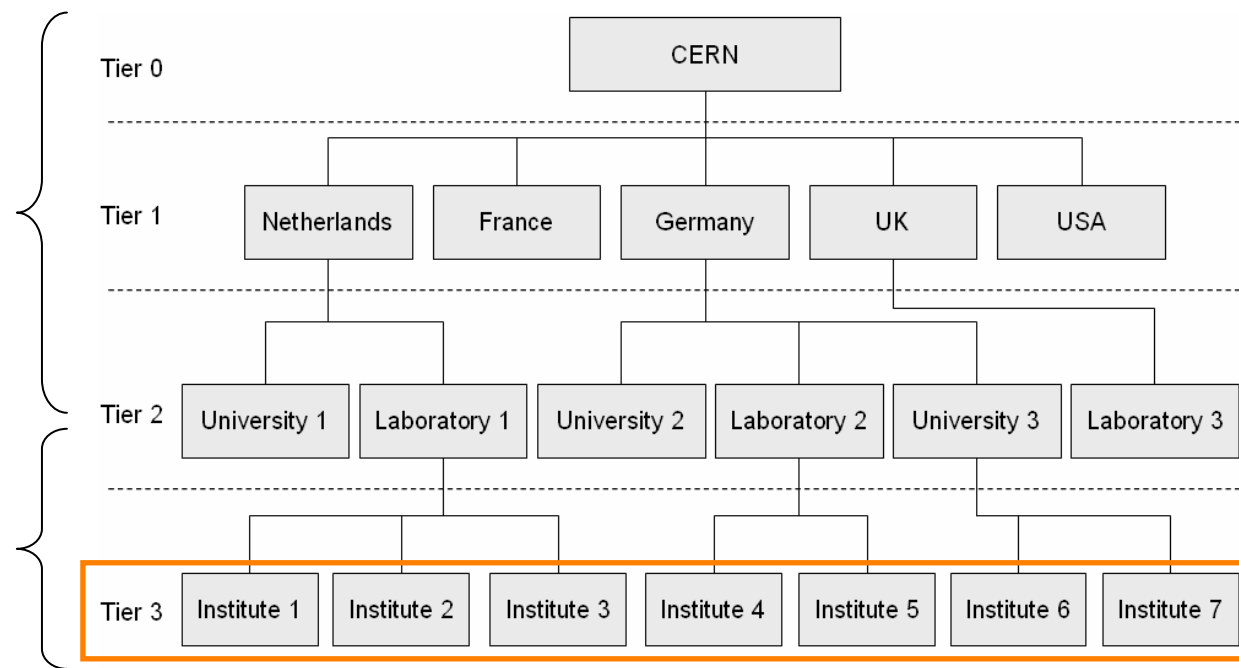 Tier 0
CERN
Tier 1
Netherlands
France
Germany
UK
USA
Tier 2
University 1
Laboratory 1
University 2
Laboratory 2
University 3
Laboratory 3
Tier 3
Institute 1
Institute 2
Institute 3
Institute 4
Institute 5
Institute 6
Institute 7